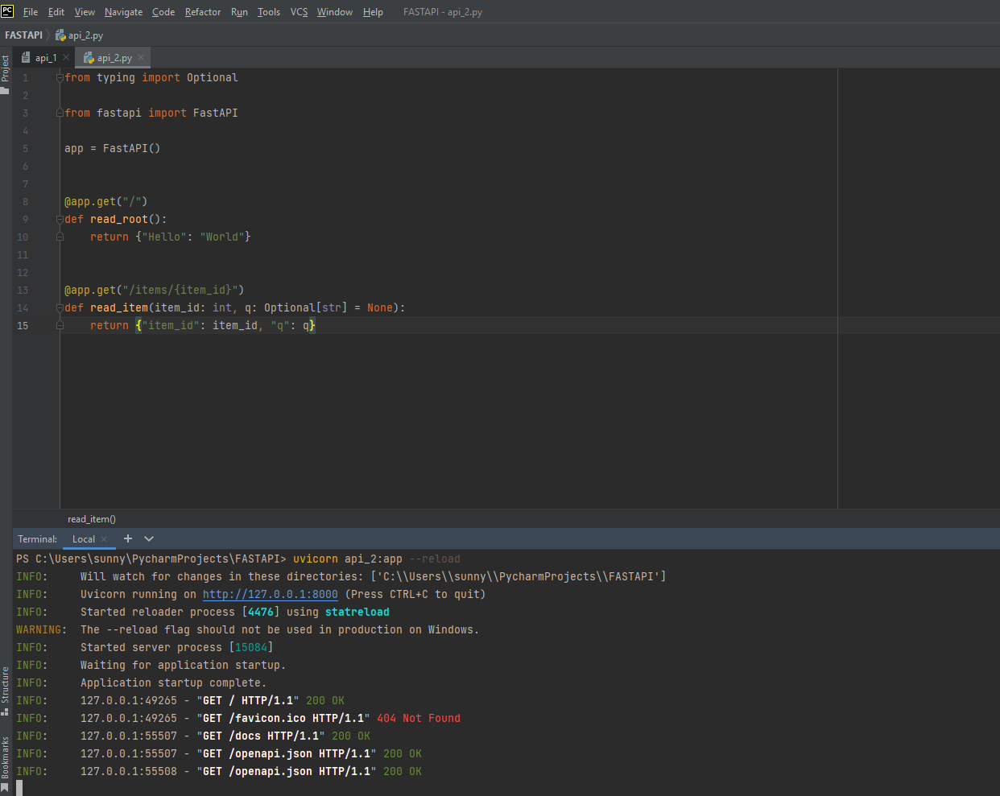 PC File Edit View Navigate Code Refactor Run Tools VCS Window Help FASTAPI - api_2.py
FASTAPI api_2.py
Project
api_1 api_2.py
1 from typing import Optional
2
3 from fastapi import FastAPI
4
5 app = FastAPI()
6
7
8 @app.get("/")
9 def read_root():
10     return {"Hello": "World"}
11
12
13 @app.get("/items/{item_id}")
14 def read_item(item_id: int, q: Optional[str] = None):
15     return {"item_id": item_id, "q": q}
read_item()
Terminal: Local
PS C:\Users\sunny\PycharmProjects\FASTAPI> uvicorn api_2:app --reload
INFO:     Will watch for changes in these directories: ['C:\\Users\\sunny\\PycharmProjects\\FASTAPI']
INFO:     Uvicorn running on http://127.0.0.1:8000 (Press CTRL+C to quit)
INFO:     Started reloader process [4476] using statreload
WARNING:  The --reload flag should not be used in production on Windows.
INFO:     Started server process [15084]
INFO:     Waiting for application startup.
INFO:     Application startup complete.
INFO:     127.0.0.1:49265 - "GET / HTTP/1.1" 200 OK
INFO:     127.0.0.1:49265 - "GET /favicon.ico HTTP/1.1" 404 Not Found
INFO:     127.0.0.1:55507 - "GET /docs HTTP/1.1" 200 OK
INFO:     127.0.0.1:55507 - "GET /openapi.json HTTP/1.1" 200 OK
INFO:     127.0.0.1:55508 - "GET /openapi.json HTTP/1.1" 200 OK
Structure
Bookmarks